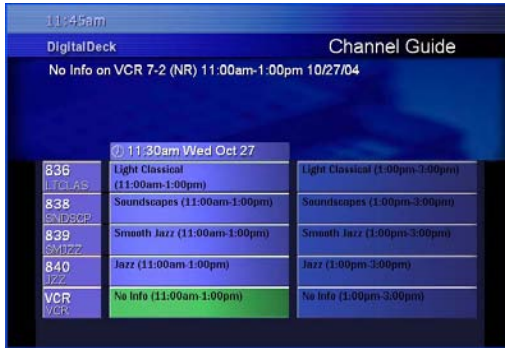 11:45am
DigitalDeck
Channel Guide
No Info on VCR 7-2 (NR) 11:00am-1:00pm 10/27/04
11:30am Wed Oct 27
836
LTCLAS
Light Classical
(11:00am-1:00pm)
Light Classical (1:00pm-3:00pm)
838
SNDSCP
Soundscapes (11:00am-1:00pm)
Soundscapes (1:00pm-3:00pm)
839
SMJZZ
Smooth Jazz (11:00am-1:00pm)
Smooth Jazz (1:00pm-3:00pm)
840
JZZ
Jazz (11:00am-1:00pm)
Jazz (1:00pm-3:00pm)
VCR
VCR
No Info (11:00am-1:00pm)
No Info (1:00pm-3:00pm)